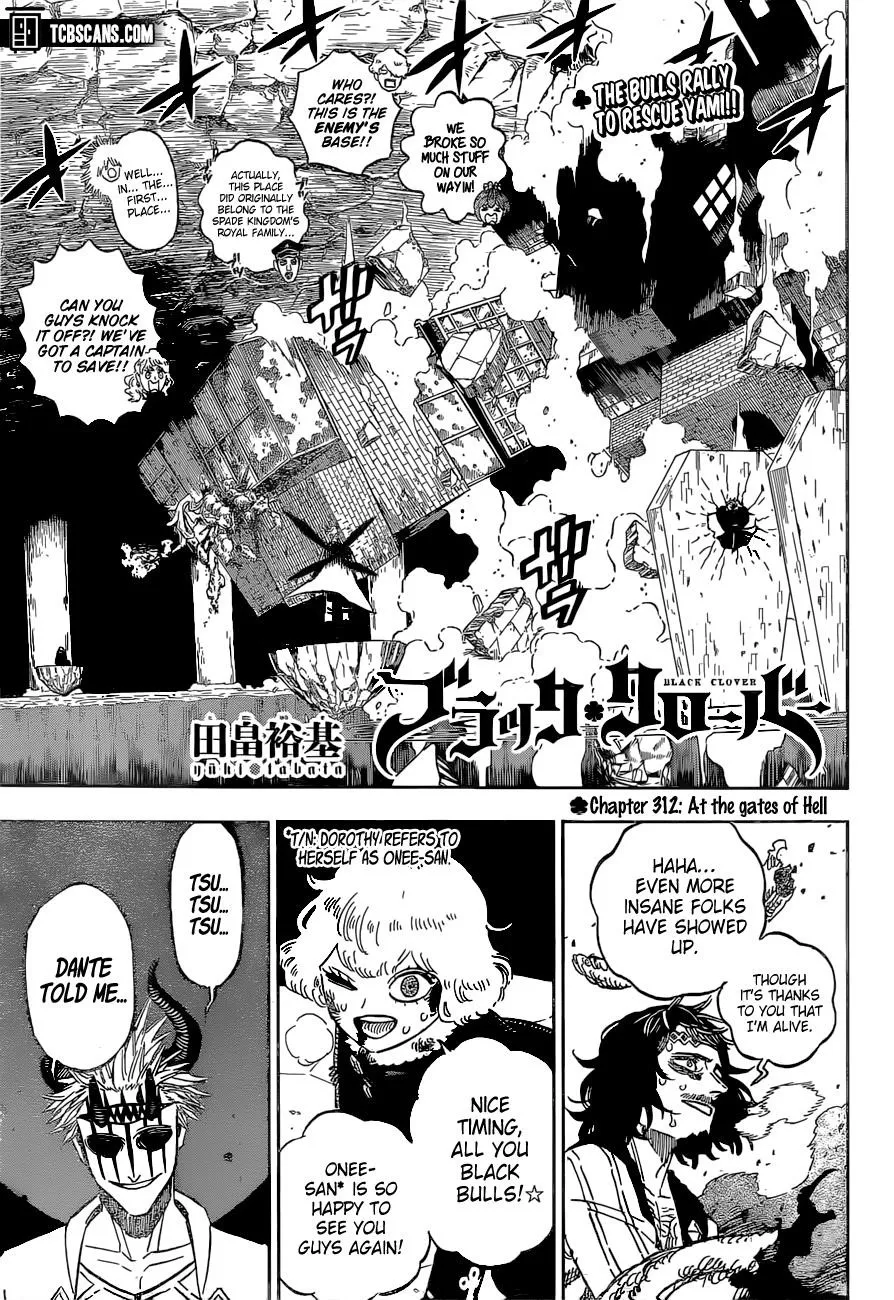 TCBSCANS.COM
THE BULLS RALLY
TO RESCUE YAMI!!
WE
BROKE SO
MUCH STUFF
ON OUR
WAY IN!
WHO
CARES?!
THIS IS THE
ENEMY'S
BASE!!
ACTUALLY,
THIS PLACE
DID ORIGINALLY
BELONG TO THE
SPADE KINGDOM'S
ROYAL FAMILY...
WELL...
IN... THE...
FIRST...
PLACE...
CAN YOU
GUYS KNOCK
IT OFF?! WE'VE
GOT A CAPTAIN
TO SAVE!!
ガガ
ガガ
BLACK CLOVER
ブラッククローバー
田畠裕基
yuki tabata
Chapter 312: At the gates of Hell
HAHA...
EVEN MORE
INSANE FOLKS
HAVE SHOWED
UP.
THOUGH
IT'S THANKS
TO YOU THAT
I'M ALIVE.
*T/N: DOROTHY REFERS TO
HERSELF AS ONEE-SAN.
NICE
TIMING,
ALL YOU
BLACK
BULLS!☆
ONEE-
SAN* IS SO
HAPPY TO
SEE YOU
GUYS AGAIN!
TSU...
TSU...
TSU...
DANTE
TOLD ME...